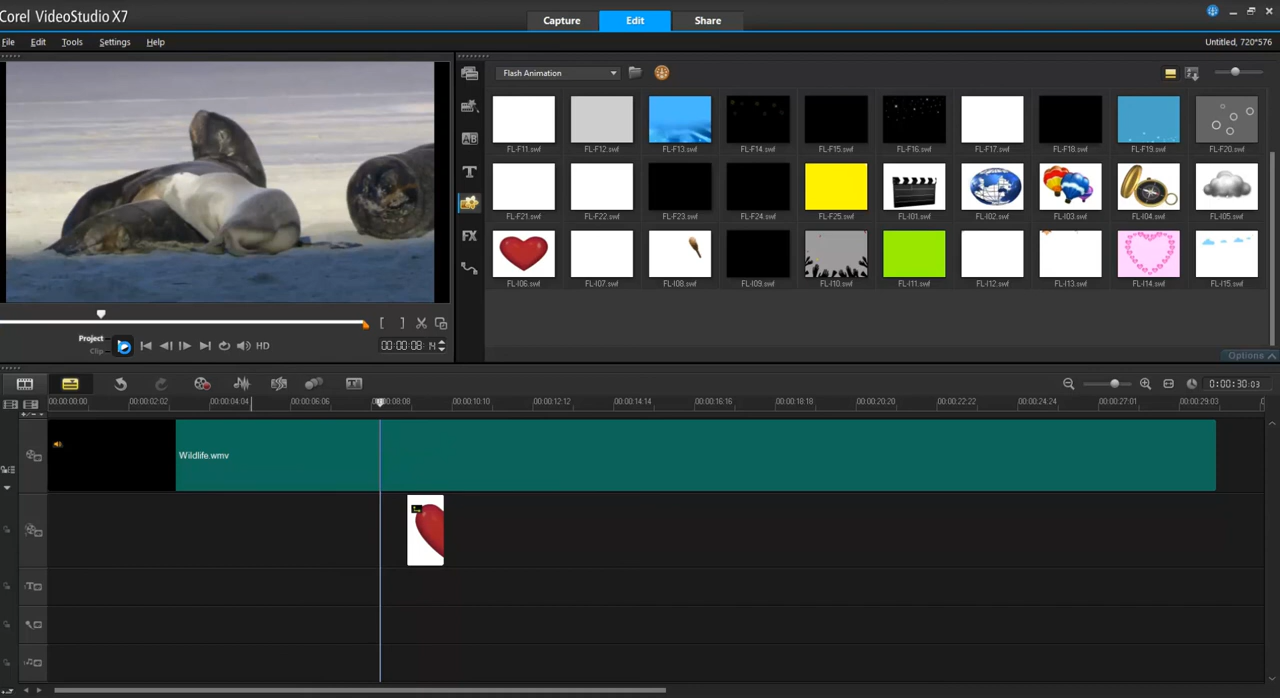 Corel VideoStudio X7
Capture
Edit
Share
File
Edit
Tools
Settings
Help
Untitled, 720*576
Flash Animation
FL-F11.swf
FL-F12.swf
FL-F13.swf
FL-F14.swf
FL-F15.swf
FL-F16.swf
FL-F17.swf
FL-F18.swf
FL-F19.swf
FL-F20.swf
FL-F21.swf
FL-F22.swf
FL-F23.swf
FL-F24.swf
FL-F25.swf
FL-I01.swf
FL-I02.swf
FL-I03.swf
FL-I04.swf
FL-I05.swf
FL-I06.swf
FL-I07.swf
FL-I08.swf
FL-I09.swf
FL-I10.swf
FL-I11.swf
FL-I12.swf
FL-I13.swf
FL-I14.swf
FL-I15.swf
AB
T
FX
Project
Clip
HD
00:00:08
Options
0:00:30:03
00:00:00:00
00:00:02:02
00:00:04:04
00:00:06:06
00:00:08:08
00:00:10:10
00:00:12:12
00:00:14:14
00:00:16:16
00:00:18:18
00:00:20:20
00:00:22:22
00:00:24:24
00:00:27:01
00:00:29:03
Wildlife.wmv